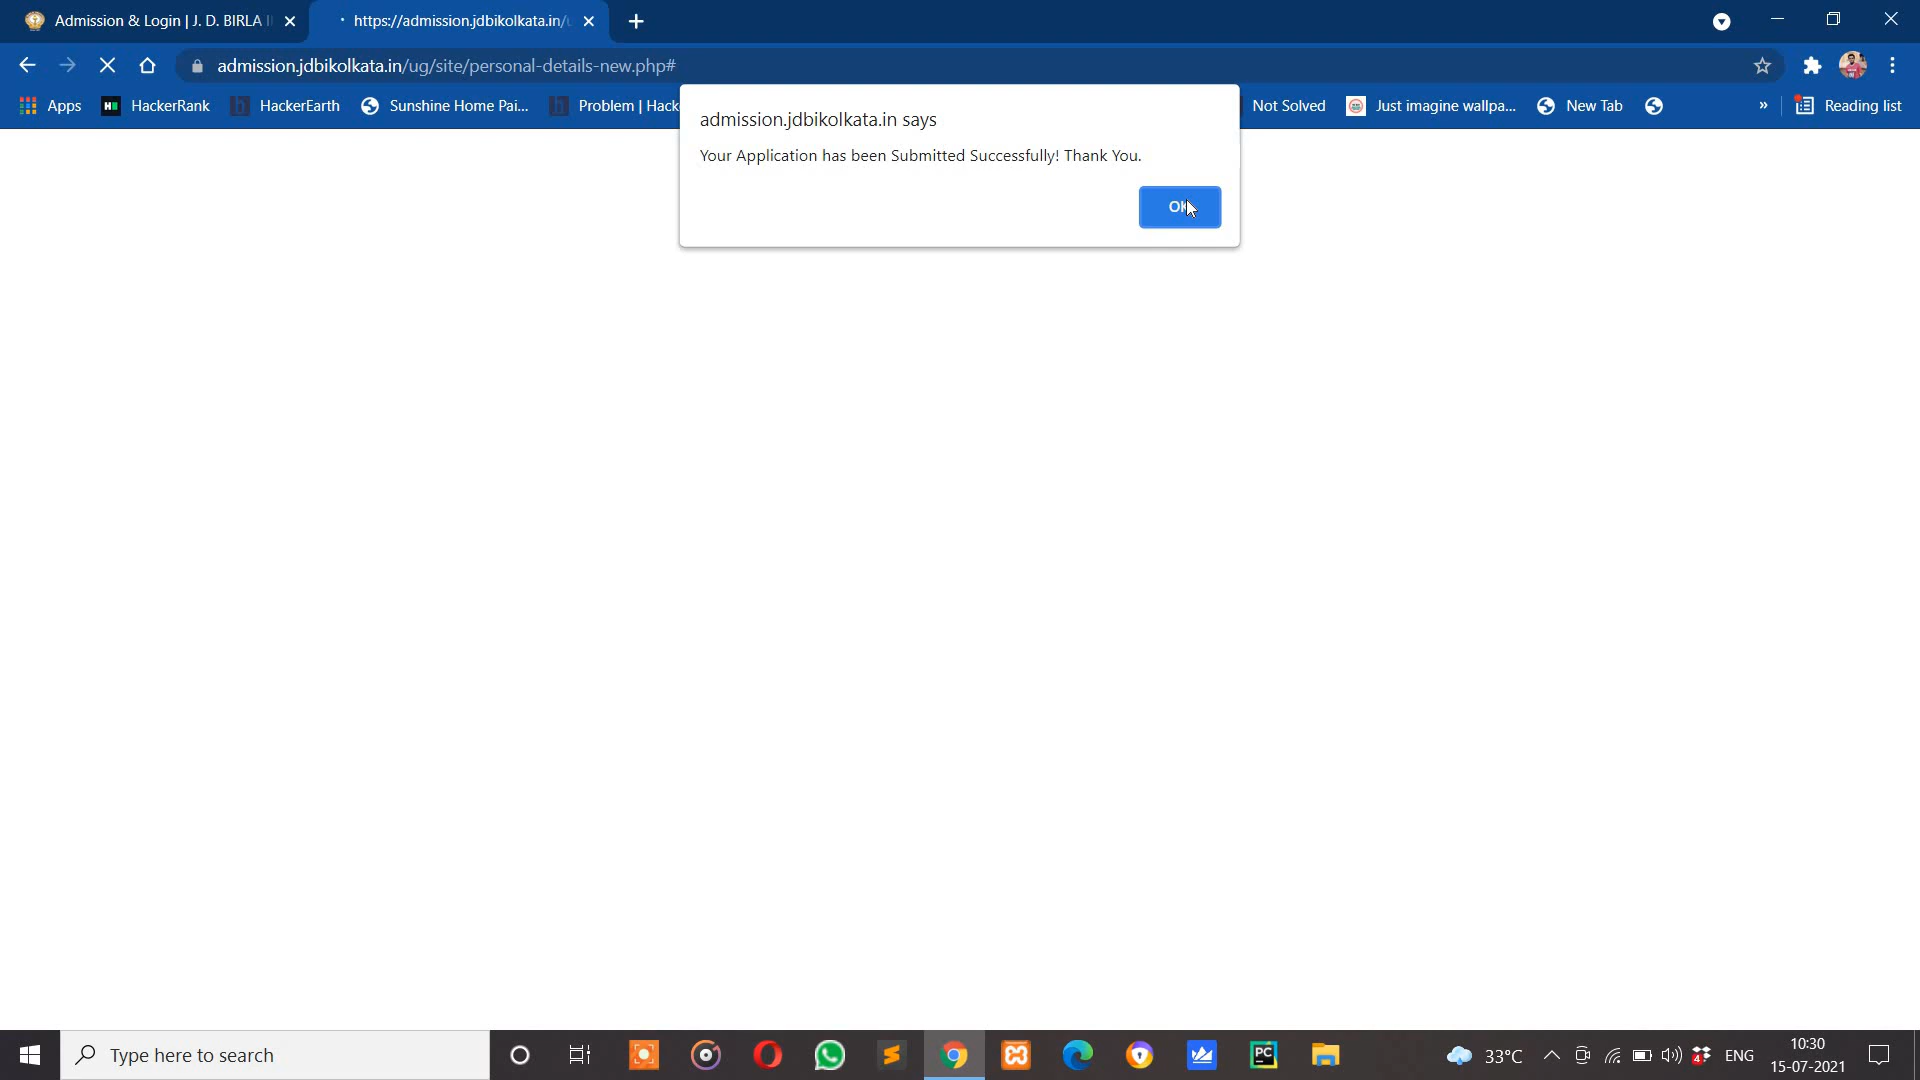 Admission & Login | J. D. BIRLA I
https://admission.jdbikolkata.in/u
admission.jdbikolkata.in/ug/site/personal-details-new.php#
Apps
HackerRank
HackerEarth
Sunshine Home Pai...
Problem | Hack
Not Solved
Just imagine wallpa...
New Tab
»
Reading list
admission.jdbikolkata.in says
Your Application has been Submitted Successfully! Thank You.
OK
Type here to search
33°C
ENG
10:30
15-07-2021